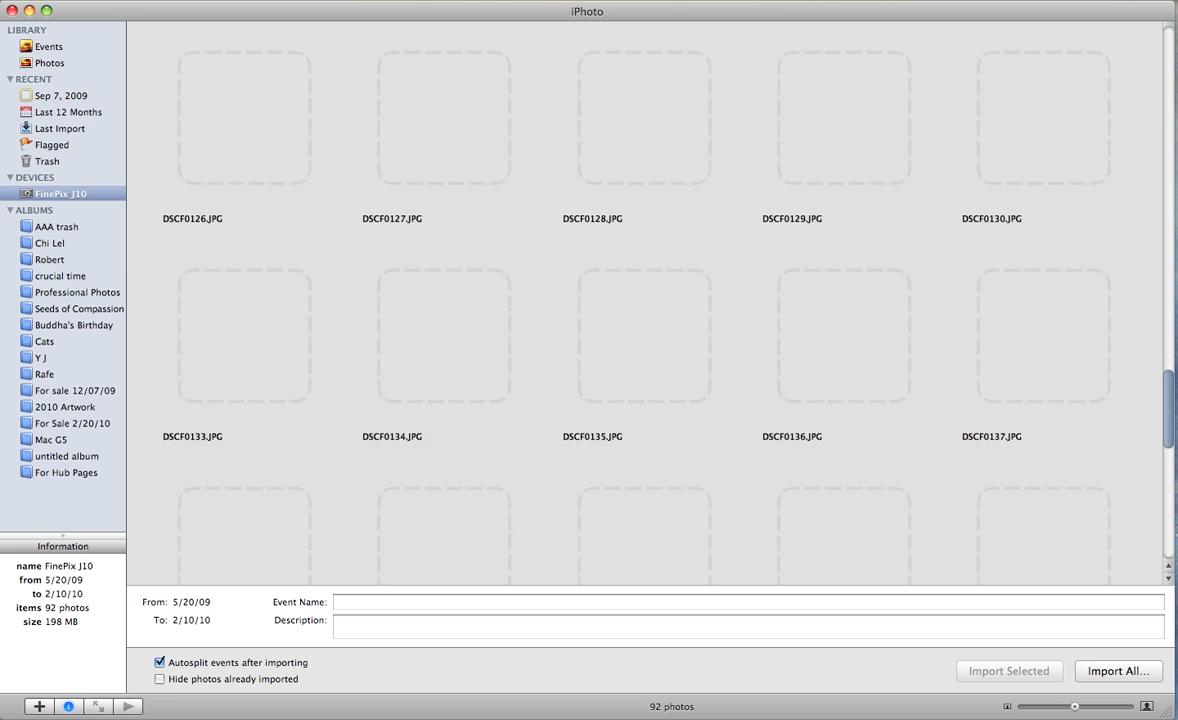 iPhoto
LIBRARY
Events
Photos
RECENT
Sep 7, 2009
Last 12 Months
Last Import
Flagged
Trash
DEVICES
FinePix J10
ALBUMS
AAA trash
Chi Lel
Robert
crucial time
Professional Photos
Seeds of Compassion
Buddha's Birthday
Cats
Y J
Rafe
For sale 12/07/09
2010 Artwork
For Sale 2/20/10
Mac G5
untitled album
For Hub Pages
Information
name FinePix J10
from 5/20/09
to 2/10/10
items 92 photos
size 198 MB
DSCF0126.JPG DSCF0127.JPG DSCF0128.JPG DSCF0129.JPG DSCF0130.JPG
DSCF0133.JPG DSCF0134.JPG DSCF0135.JPG DSCF0136.JPG DSCF0137.JPG
From: 5/20/09 Event Name:
To: 2/10/10 Description:
Autosplit events after importing
Hide photos already imported
Import Selected Import All...
92 photos